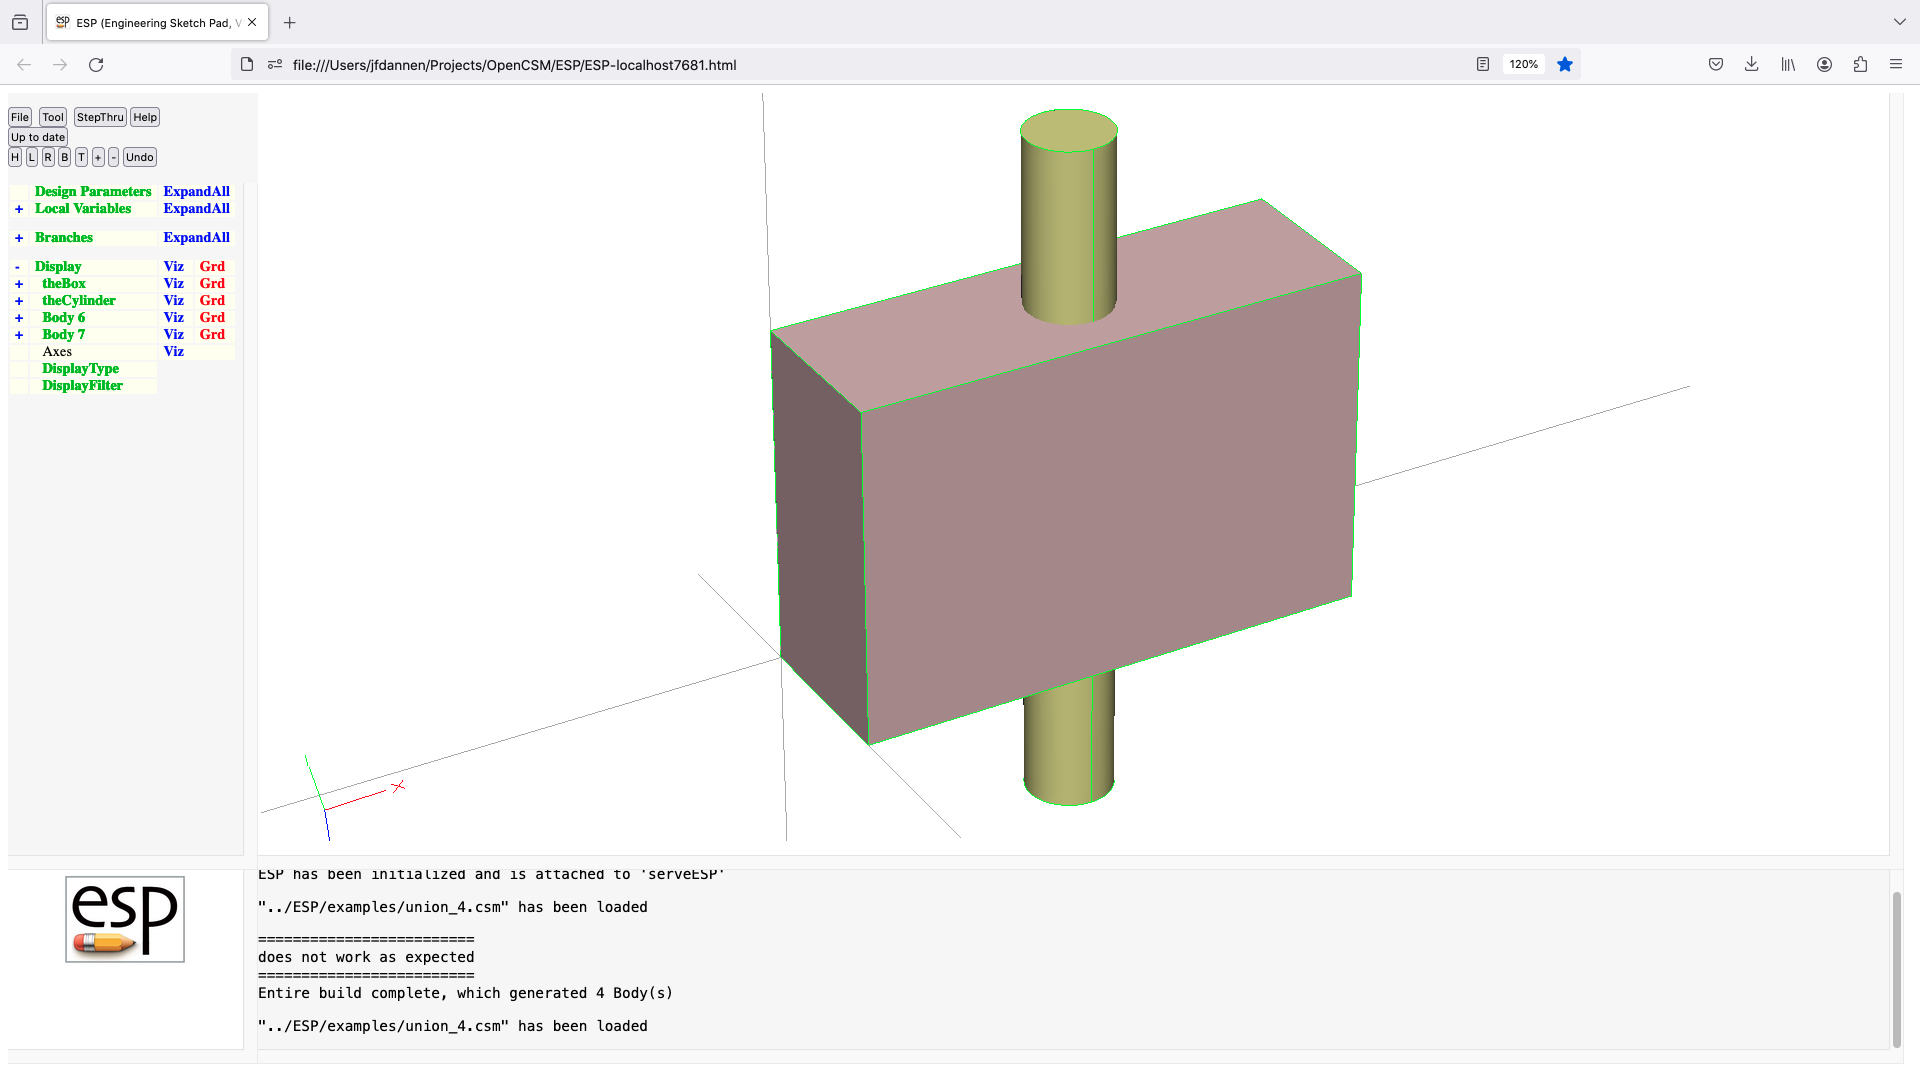 esp ESP (Engineering Sketch Pad, V
file:///Users/jfdannen/Projects/OpenCSM/ESP/ESP-localhost7681.html 120%
File Tool StepThru Help
Up to date
H L R B T + - Undo
Design Parameters ExpandAll
+ Local Variables ExpandAll
+ Branches ExpandAll
- Display Viz Grd
+ theBox Viz Grd
+ theCylinder Viz Grd
+ Body 6 Viz Grd
+ Body 7 Viz Grd
Axes Viz
DisplayType
DisplayFilter
X
esp
ESP has been initialized and is attached to 'serveESP'
"../ESP/examples/union_4.csm" has been loaded
=========================
does not work as expected
=========================
Entire build complete, which generated 4 Body(s)
"../ESP/examples/union_4.csm" has been loaded